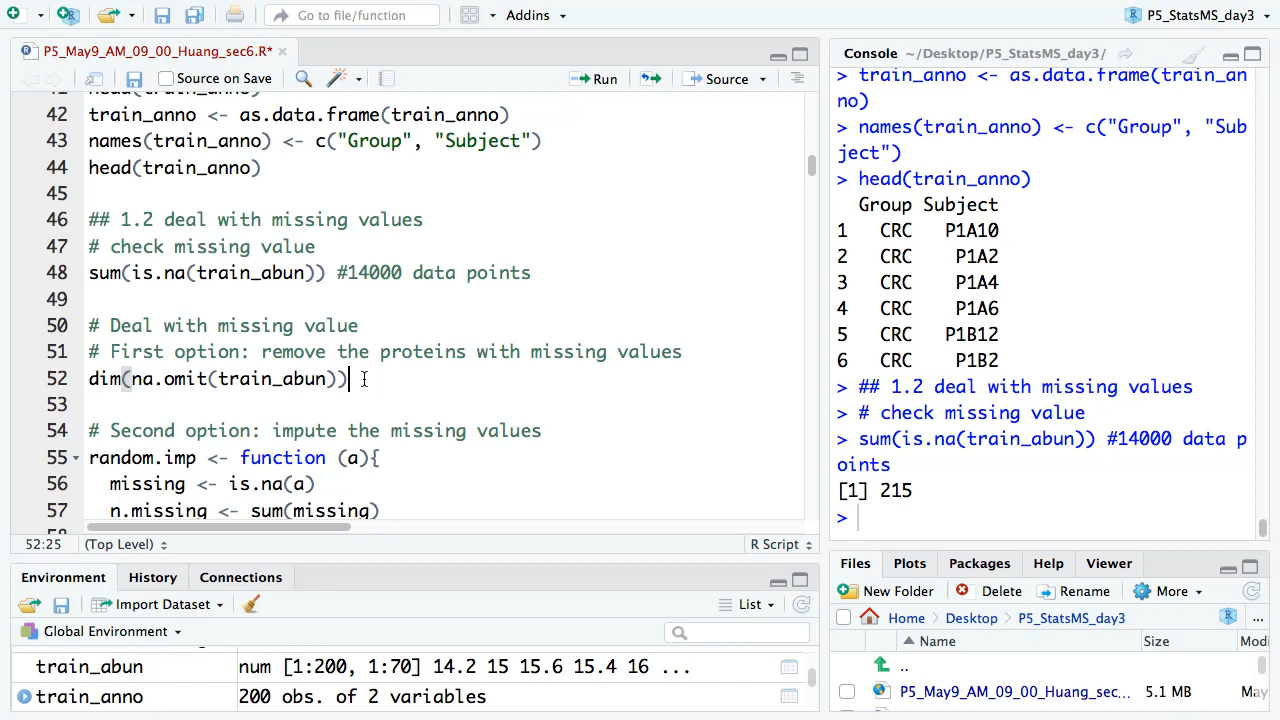 Go to file/function
Addins
P5_StatsMS_day3
P5_May9_AM_09_00_Huang_sec6.R*
Source on Save
Run
Source
42 train_anno <- as.data.frame(train_anno)
43 names(train_anno) <- c("Group", "Subject")
44 head(train_anno)
45
46 ## 1.2 deal with missing values
47 # check missing value
48 sum(is.na(train_abun)) #14000 data points
49
50 # Deal with missing value
51 # First option: remove the proteins with missing values
52 dim(na.omit(train_abun))
53
54 # Second option: impute the missing values
55 random.imp <- function (a){
56 missing <- is.na(a)
57 n.missing <- sum(missing)
52:25
(Top Level)
R Script
Environment
History
Connections
Import Dataset
List
Global Environment
train_abun num [1:200, 1:70] 14.2 15 15.6 15.4 16 ...
train_anno 200 obs. of 2 variables
Console ~/Desktop/P5_StatsMS_day3/
> train_anno <- as.data.frame(train_an
no)
> names(train_anno) <- c("Group", "Sub
ject")
> head(train_anno)
Group Subject
1 CRC P1A10
2 CRC P1A2
3 CRC P1A4
4 CRC P1A6
5 CRC P1B12
6 CRC P1B2
> ## 1.2 deal with missing values
> # check missing value
> sum(is.na(train_abun)) #14000 data p
oints
[1] 215
>
Files
Plots
Packages
Help
Viewer
New Folder
Delete
Rename
More
Home
Desktop
P5_StatsMS_day3
...
Name
Size
Modi
..
P5_May9_AM_09_00_Huang_sec... 5.1 MB May